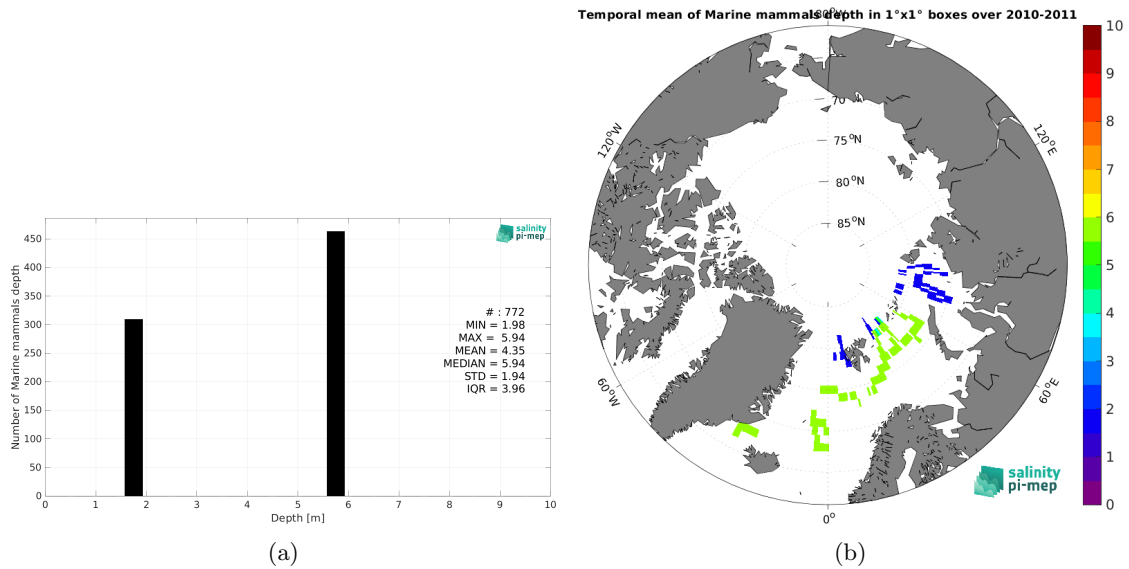 Temporal mean of Marine mammals depth in 1°x1° boxes over 2010-2011
180°W
120°W
120°E
60°W
60°E
0°
70
75°N
80°N
85°N
10
9
8
7
6
5
4
3
2
1
0
salinity
pi-mep
Number of Marine mammals depth
450
400
350
300
250
200
150
100
50
0
salinity
pi-mep
# : 772
MIN = 1.98
MAX = 5.94
MEAN = 4.35
MEDIAN = 5.94
STD = 1.94
IQR = 3.96
0 1 2 3 4 5 6 7 8 9 10
Depth [m]
(a)
(b)